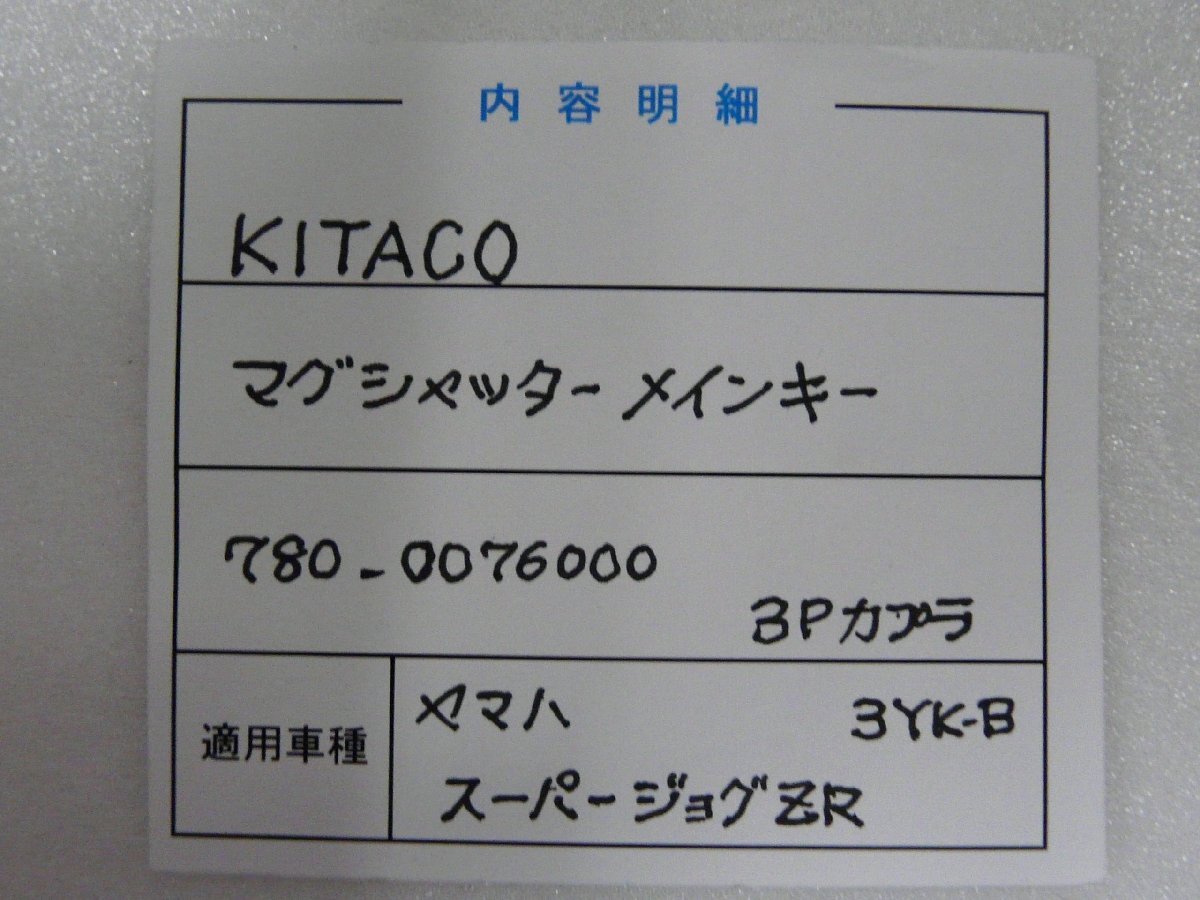 内容明細
KITACO
マグシャッター メインキー
780-0076000
3Pカプラ
適用車種
ヤマハ 3YK-B
スーパージョグZR